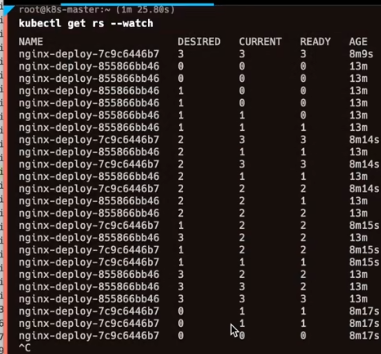 root@k8s-master:~ (1m 25.80s)
kubectl get rs --watch
NAME DESIRED CURRENT READY AGE
nginx-deploy-7c9c6446b7 3 3 3 8m9s
nginx-deploy-855866bb46 0 0 0 13m
nginx-deploy-855866bb46 0 0 0 13m
nginx-deploy-855866bb46 1 0 0 13m
nginx-deploy-855866bb46 1 0 0 13m
nginx-deploy-855866bb46 1 1 0 13m
nginx-deploy-855866bb46 1 1 1 13m
nginx-deploy-7c9c6446b7 2 3 3 8m14s
nginx-deploy-855866bb46 2 1 1 13m
nginx-deploy-7c9c6446b7 2 3 3 8m14s
nginx-deploy-855866bb46 2 1 1 13m
nginx-deploy-7c9c6446b7 2 2 2 8m14s
nginx-deploy-855866bb46 2 2 1 13m
nginx-deploy-855866bb46 2 2 2 13m
nginx-deploy-7c9c6446b7 1 2 2 8m15s
nginx-deploy-855866bb46 3 2 2 13m
nginx-deploy-7c9c6446b7 1 2 2 8m15s
nginx-deploy-7c9c6446b7 1 1 1 8m15s
nginx-deploy-855866bb46 3 2 2 13m
nginx-deploy-855866bb46 3 3 2 13m
nginx-deploy-855866bb46 3 3 3 13m
nginx-deploy-7c9c6446b7 0 1 1 8m17s
nginx-deploy-7c9c6446b7 0 1 1 8m17s
nginx-deploy-7c9c6446b7 0 0 0 8m17s
^C